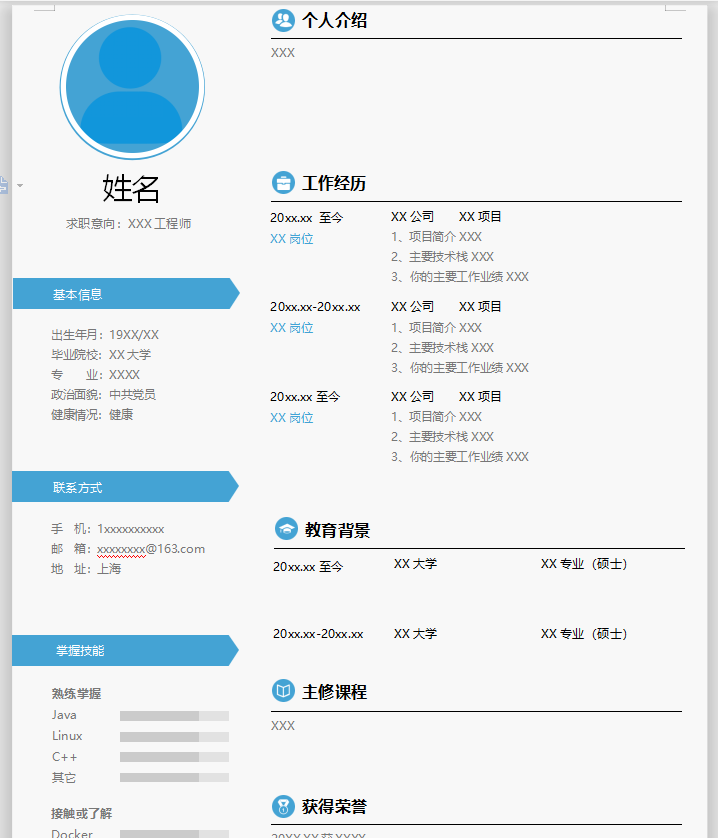 姓名
求职意向：XXX 工程师
基本信息
出生年月：19XX/XX
毕业院校：XX 大学
专 业：XXXX
政治面貌：中共党员
健康情况：健康
联系方式
手 机：1xxxxxxxxxx
邮 箱：xxxxxxxx@163.com
地 址：上海
掌握技能
熟练掌握
Java
Linux
C++
其它
接触或了解
Docker
个人介绍
XXX
工作经历
20xx.xx 至今 XX 公司 XX 项目
XX 岗位 1、项目简介 XXX
2、主要技术栈 XXX
3、你的主要工作业绩 XXX
20xx.xx-20xx.xx XX 公司 XX 项目
XX 岗位 1、项目简介 XXX
2、主要技术栈 XXX
3、你的主要工作业绩 XXX
20xx.xx 至今 XX 公司 XX 项目
XX 岗位 1、项目简介 XXX
2、主要技术栈 XXX
3、你的主要工作业绩 XXX
教育背景
20xx.xx 至今 XX 大学 XX 专业（硕士）
20xx.xx-20xx.xx XX 大学 XX 专业（硕士）
主修课程
XXX
获得荣誉
20XX.XX 获 XXXX